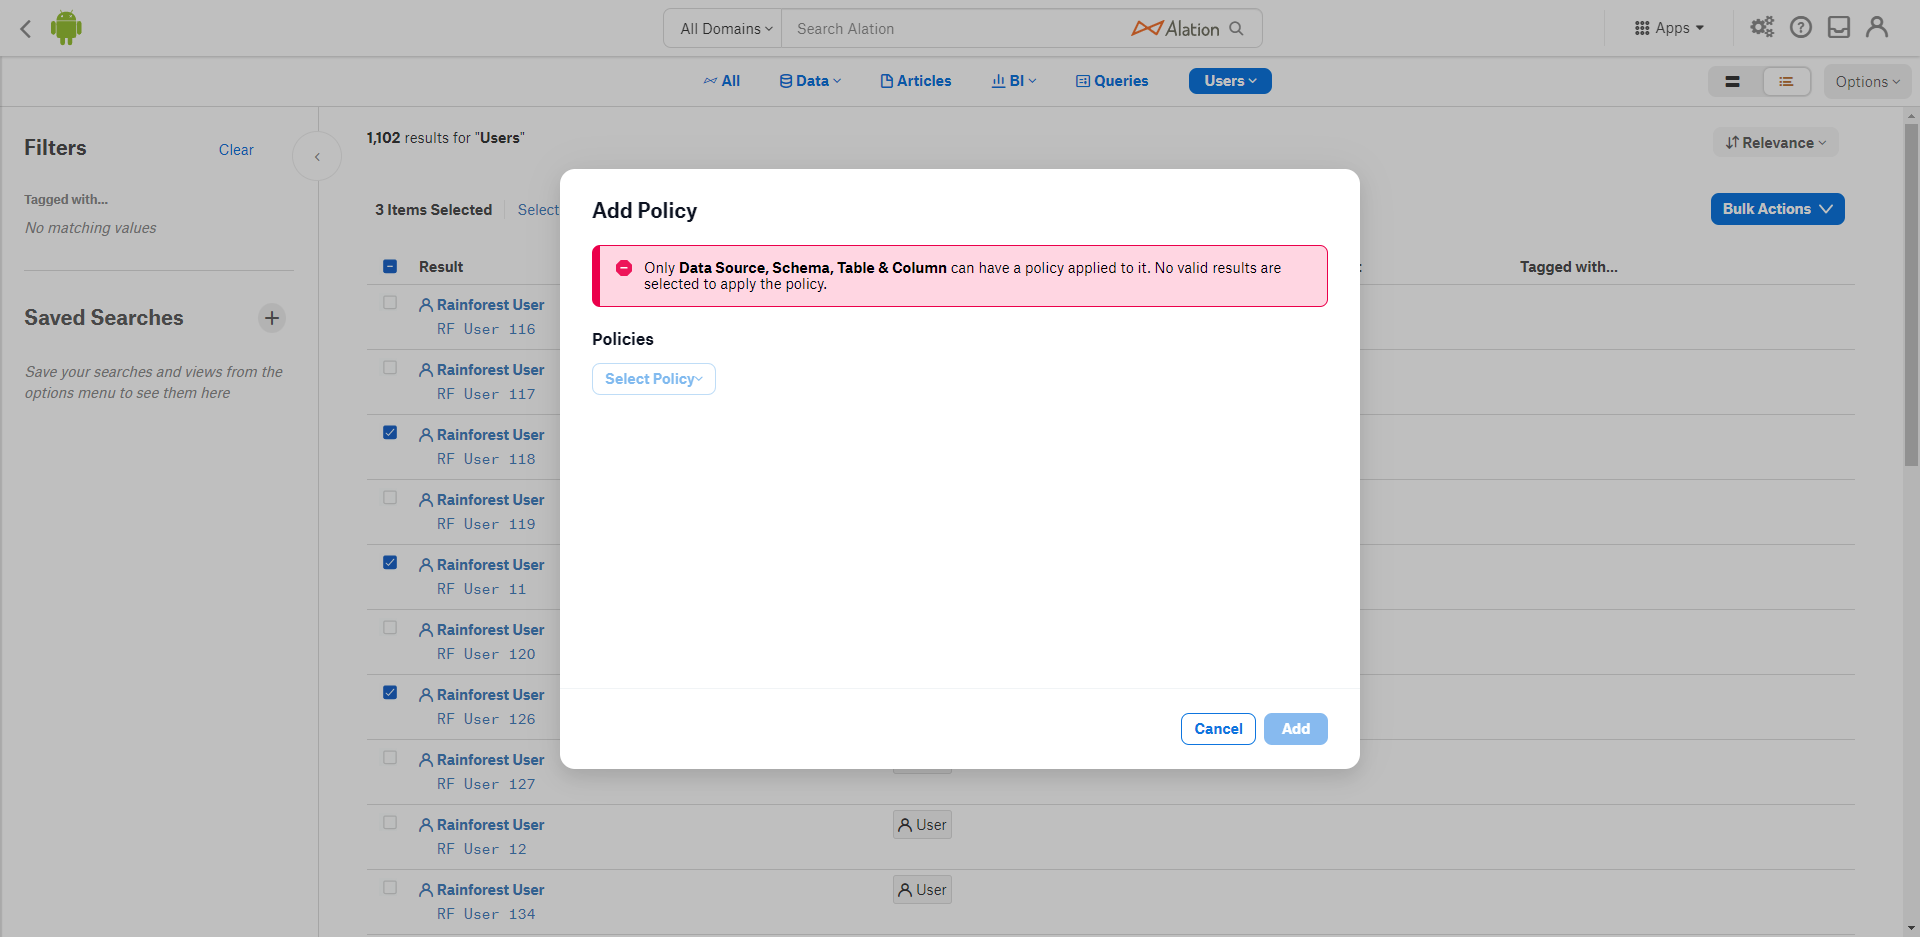 All Domains
Search Alation
Alation
Apps
All
Data
Articles
BI
Queries
Users
Options
Filters
Clear
Tagged with...
No matching values
Saved Searches
Save your searches and views from the
options menu to see them here
1,102 results for "Users"
Relevance
3 Items Selected
Select
Bulk Actions
Result
Tagged with...
Rainforest User
RF User 116
Rainforest User
RF User 117
Rainforest User
RF User 118
Rainforest User
RF User 119
Rainforest User
RF User 11
Rainforest User
RF User 120
Rainforest User
RF User 126
Rainforest User
RF User 127
Rainforest User
RF User 12
User
Rainforest User
RF User 134
User
Add Policy
Only Data Source, Schema, Table & Column can have a policy applied to it. No valid results are
selected to apply the policy.
Policies
Select Policy
Cancel
Add